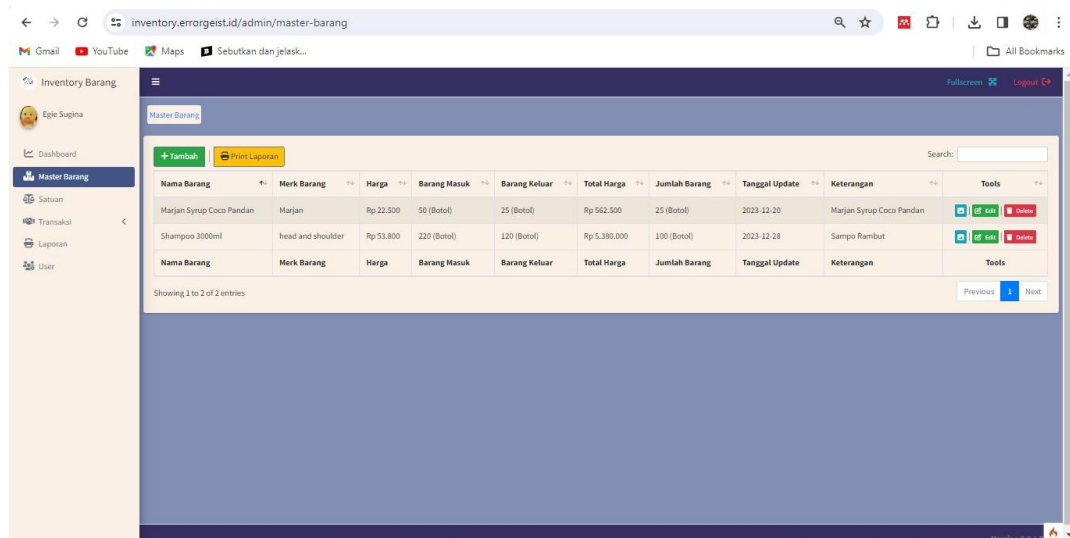 inventory.errorgeist.id/admin/master-barang
Gmail YouTube Maps Sebutkan dan jelask... All Bookmarks
Inventory Barang Fullscreen Logout
Egie Sugina Master Barang
Dashboard
Master Barang
Satuan
Transaksi
Laporan
User
+ Tambah | Print Laporan Search:
Nama Barang Merk Barang Harga Barang Masuk Barang Keluar Total Harga Jumlah Barang Tanggal Update Keterangan Tools
Marjan Syrup Coco Pandan Marjan Rp 22.500 50 (Botol) 25 (Botol) Rp 562.500 25 (Botol) 2023-12-20 Marjan Syrup Coco Pandan | Edit | Delete
Shampoo 3000ml head and shoulder Rp 53.800 220 (Botol) 120 (Botol) Rp 5.380.000 100 (Botol) 2023-12-28 Sampo Rambut | Edit | Delete
Nama Barang Merk Barang Harga Barang Masuk Barang Keluar Total Harga Jumlah Barang Tanggal Update Keterangan Tools
Showing 1 to 2 of 2 entries Previous 1 Next